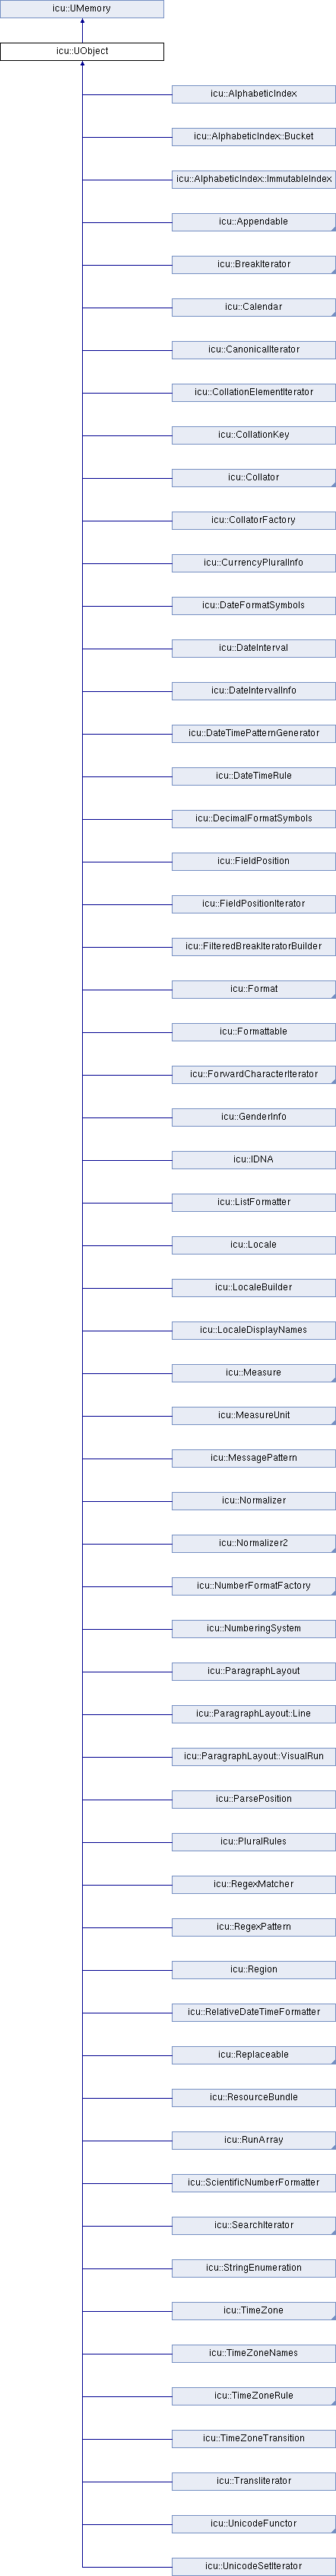 icu::UMemory
icu::UObject
icu::AlphabeticIndex
icu::AlphabeticIndex::Bucket
icu::AlphabeticIndex::ImmutableIndex
icu::Appendable
icu::BreakIterator
icu::Calendar
icu::CanonicalIterator
icu::CollationElementIterator
icu::CollationKey
icu::Collator
icu::CollatorFactory
icu::CurrencyPluralInfo
icu::DateFormatSymbols
icu::DateInterval
icu::DateIntervalInfo
icu::DateTimePatternGenerator
icu::DateTimeRule
icu::DecimalFormatSymbols
icu::FieldPosition
icu::FieldPositionIterator
icu::FilteredBreakIteratorBuilder
icu::Format
icu::Formattable
icu::ForwardCharacterIterator
icu::GenderInfo
icu::IDNA
icu::ListFormatter
icu::Locale
icu::LocaleBuilder
icu::LocaleDisplayNames
icu::Measure
icu::MeasureUnit
icu::MessagePattern
icu::Normalizer
icu::Normalizer2
icu::NumberFormatFactory
icu::NumberingSystem
icu::ParagraphLayout
icu::ParagraphLayout::Line
icu::ParagraphLayout::VisualRun
icu::ParsePosition
icu::PluralRules
icu::RegexMatcher
icu::RegexPattern
icu::Region
icu::RelativeDateTimeFormatter
icu::Replaceable
icu::ResourceBundle
icu::RunArray
icu::ScientificNumberFormatter
icu::SearchIterator
icu::StringEnumeration
icu::TimeZone
icu::TimeZoneNames
icu::TimeZoneRule
icu::TimeZoneTransition
icu::Transliterator
icu::UnicodeFunctor
icu::UnicodeSetIterator